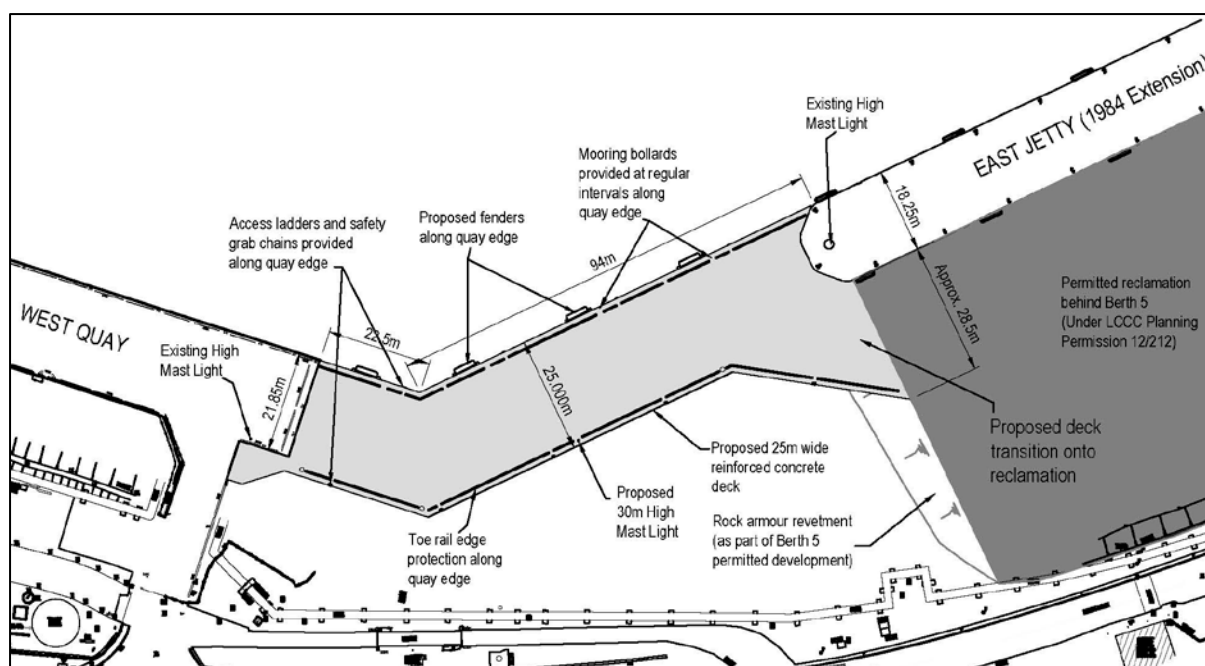 Existing High
Mast Light
EAST JETTY (1984 Extension)
18.25m
Mooring bollards
provided at regular
intervals along
quay edge
Access ladders and safety
grab chains provided
along quay edge
Proposed fenders
along quay edge
94m
Approx. 28.5m
Permitted reclamation
behind Berth 5
(Under LCCC Planning
Permission 12/212)
WEST QUAY
22.5m
Existing High
Mast Light
21.85m
25.000m
Proposed deck
transition onto
reclamation
Proposed 25m wide
reinforced concrete
deck
Proposed
30m High
Mast Light
Rock armour revetment
(as part of Berth 5
permitted development)
Toe rail edge
protection along
quay edge